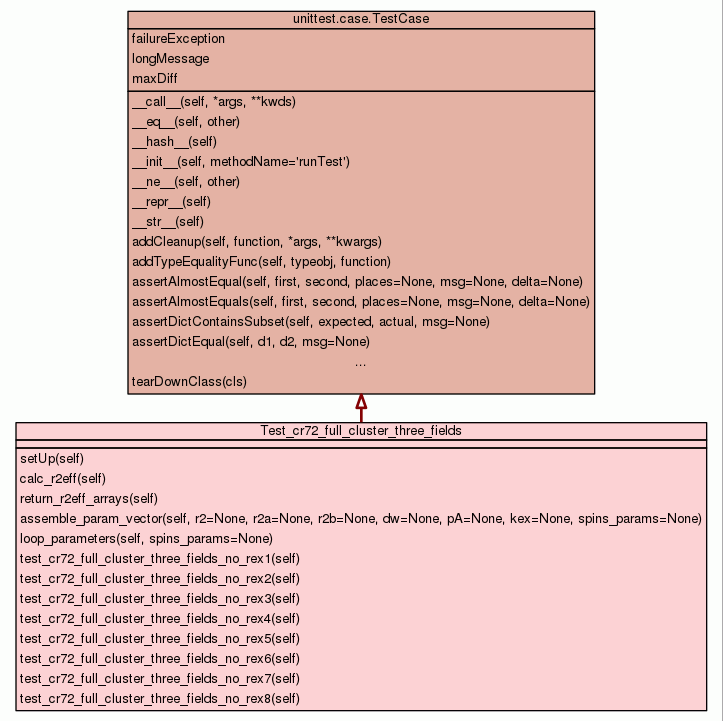 unittest.case.TestCase
failureException
longMessage
maxDiff
__call__(self, *args, **kwds)
__eq__(self, other)
__hash__(self)
__init__(self, methodName='runTest')
__ne__(self, other)
__repr__(self)
__str__(self)
addCleanup(self, function, *args, **kwargs)
addTypeEqualityFunc(self, typeobj, function)
assertAlmostEqual(self, first, second, places=None, msg=None, delta=None)
assertAlmostEquals(self, first, second, places=None, msg=None, delta=None)
assertDictContainsSubset(self, expected, actual, msg=None)
assertDictEqual(self, d1, d2, msg=None)
...
tearDownClass(cls)
Test_cr72_full_cluster_three_fields
setUp(self)
calc_r2eff(self)
return_r2eff_arrays(self)
assemble_param_vector(self, r2=None, r2a=None, r2b=None, dw=None, pA=None, kex=None, spins_params=None)
loop_parameters(self, spins_params=None)
test_cr72_full_cluster_three_fields_no_rex1(self)
test_cr72_full_cluster_three_fields_no_rex2(self)
test_cr72_full_cluster_three_fields_no_rex3(self)
test_cr72_full_cluster_three_fields_no_rex4(self)
test_cr72_full_cluster_three_fields_no_rex5(self)
test_cr72_full_cluster_three_fields_no_rex6(self)
test_cr72_full_cluster_three_fields_no_rex7(self)
test_cr72_full_cluster_three_fields_no_rex8(self)